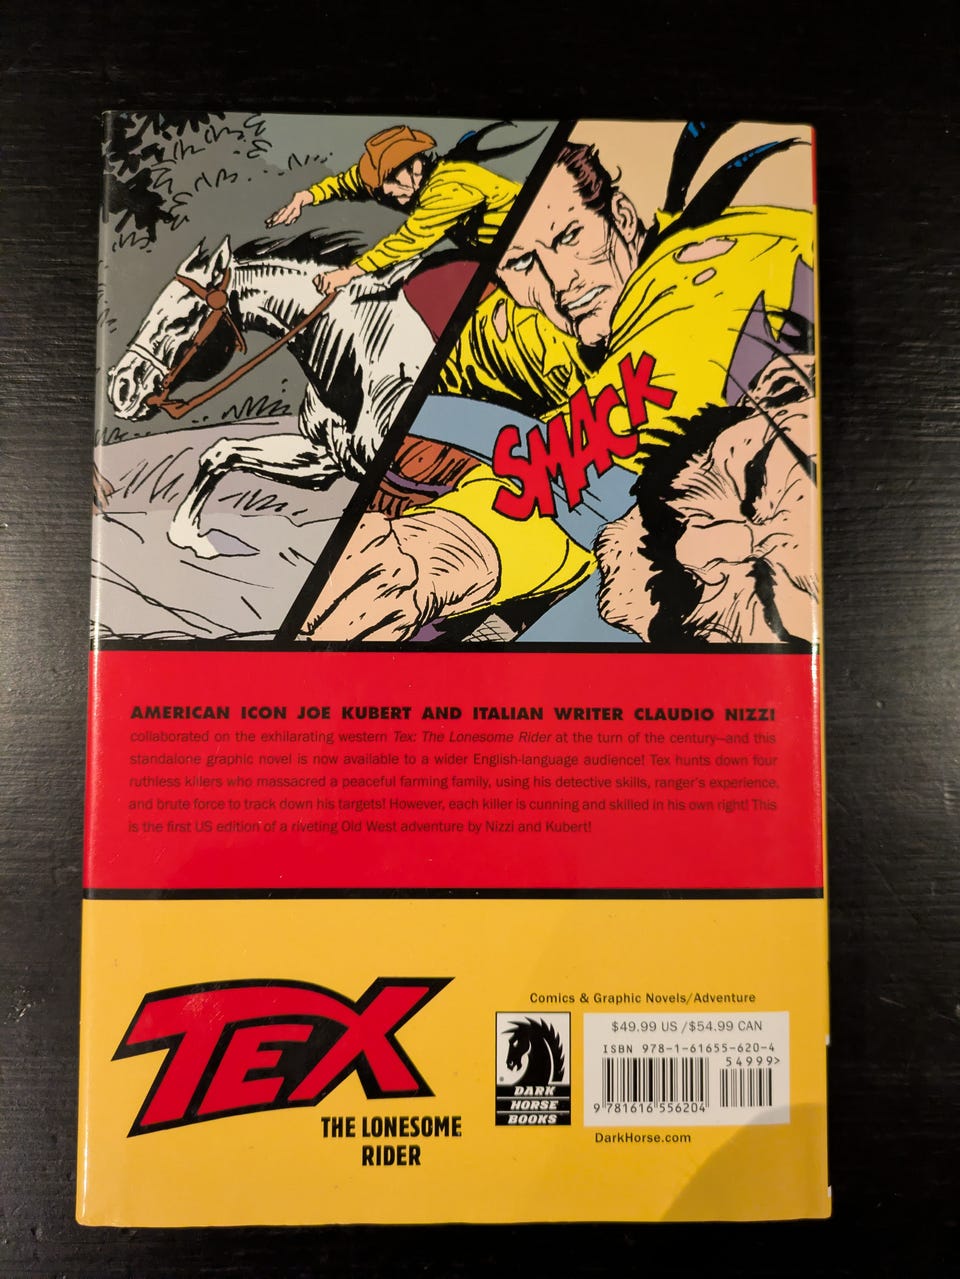 SMACK
AMERICAN ICON JOE KUBERT AND ITALIAN WRITER CLAUDIO NIZZI
collaborated on the exhilarating western Tex: The Lonesome Rider at the turn of the century—and this
standalone graphic novel is now available to a wider English-language audience! Tex hunts down four
ruthless killers who massacred a peaceful farming family, using his detective skills, ranger's experience,
and brute force to track down his targets! However, each killer is cunning and skilled in his own right! This
is the first US edition of a riveting Old West adventure by Nizzi and Kubert!
TEX
THE LONESOME
RIDER
Comics & Graphic Novels/Adventure
DARK
HORSE
BOOKS
$49.99 US /$54.99 CAN
ISBN 978-1-61655-620-4
54999>
9 781616 556204
DarkHorse.com